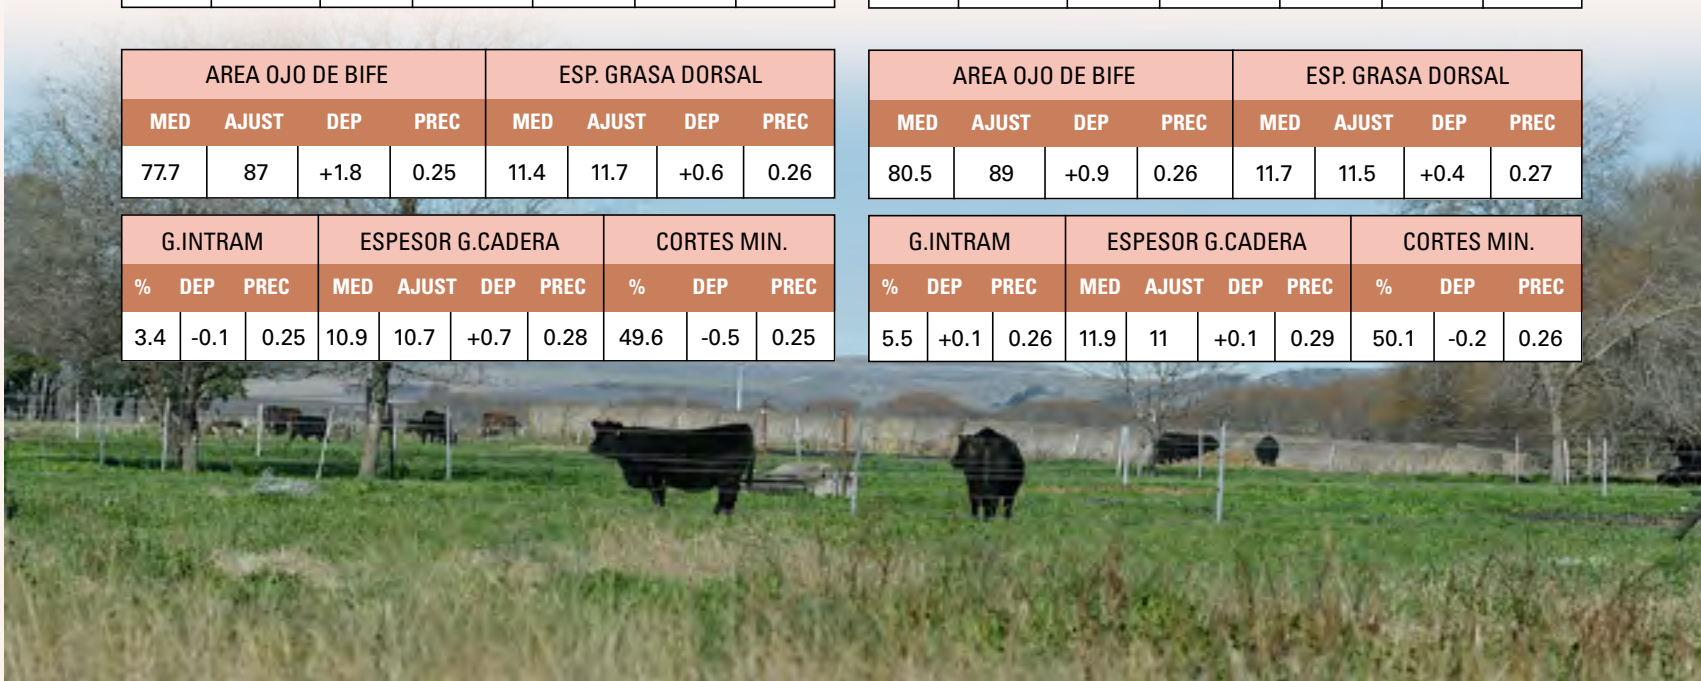 AREA OJO DE BIFE ESP. GRASA DORSAL
MED AJUST DEP PREC MED AJUST DEP PREC
77.7 87 +1.8 0.25 11.4 11.7 +0.6 0.26
G.INTRAM ESPESOR G.CADERA CORTES MIN.
% DEP PREC MED AJUST DEP PREC % DEP PREC
3.4 -0.1 0.25 10.9 10.7 +0.7 0.28 49.6 -0.5 0.25
AREA OJO DE BIFE ESP. GRASA DORSAL
MED AJUST DEP PREC MED AJUST DEP PREC
80.5 89 +0.9 0.26 11.7 11.5 +0.4 0.27
G.INTRAM ESPESOR G.CADERA CORTES MIN.
% DEP PREC MED AJUST DEP PREC % DEP PREC
5.5 +0.1 0.26 11.9 11 +0.1 0.29 50.1 -0.2 0.26